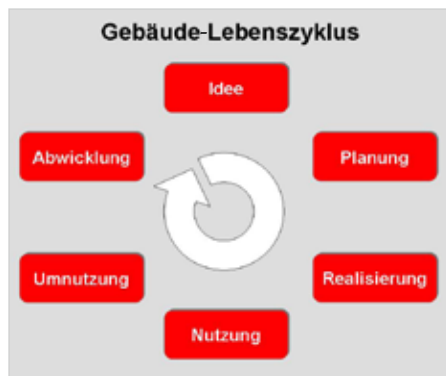 Gebäude-Lebenszyklus
Idee
Planung
Realisierung
Nutzung
Umnutzung
Abwicklung